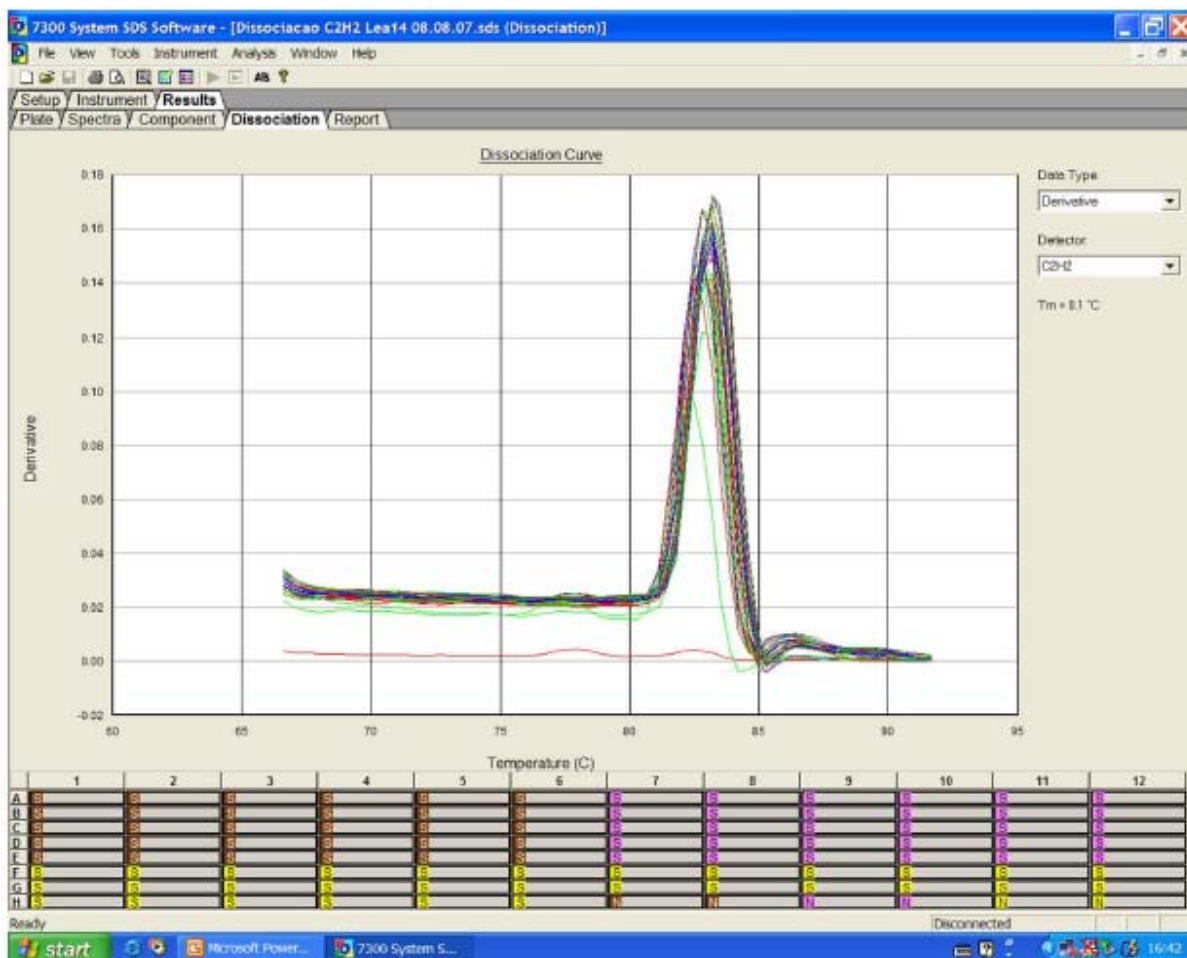 7300 System SDS Software - [Dissociacao C2H2 Lea14 08.08.07.sds (Dissociation)]
File View Tools Instrument Analysis Window Help
AB ?
Setup Instrument Results
Plate Spectra Component Dissociation Report
Dissociation Curve
Data Type:
Derivative
Detector:
C2H2
Tm = 0.1 °C
Derivative
0.18
0.16
0.14
0.12
0.10
0.08
0.06
0.04
0.02
0.00
-0.02
60 65 70 75 80 85 90 95
Temperature (C)
1 2 3 4 5 6 7 8 9 10 11 12
A S S S S S S S S S S S S
B S S S S S S S S S S S S
C S S S S S S S S S S S S
D S S S S S S S S S S S S
E S S S S S S S S S S S S
F S S S S S S S S S S S S
G S S S S S S S S S S S S
H S S S S S S N N N N N N
Ready Disconnected
start Microsoft Power... 7300 System S... 16:42